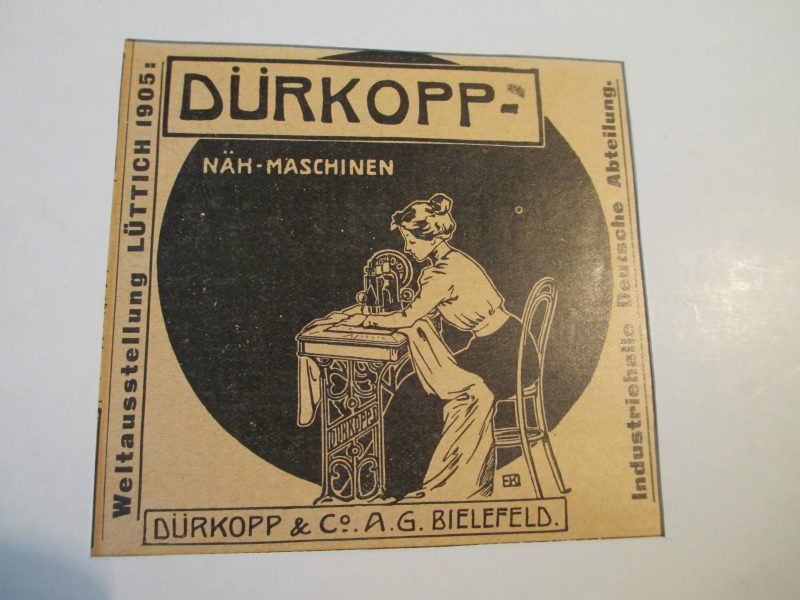 DÜRKOPP-
NÄH-MASCHINEN
Weltausstellung LÜTTICH 1905:
Industriehalle Deutsche Abteilung.
DÜRKOPP
DÜRKOPP & Co. A.G. BIELEFELD.